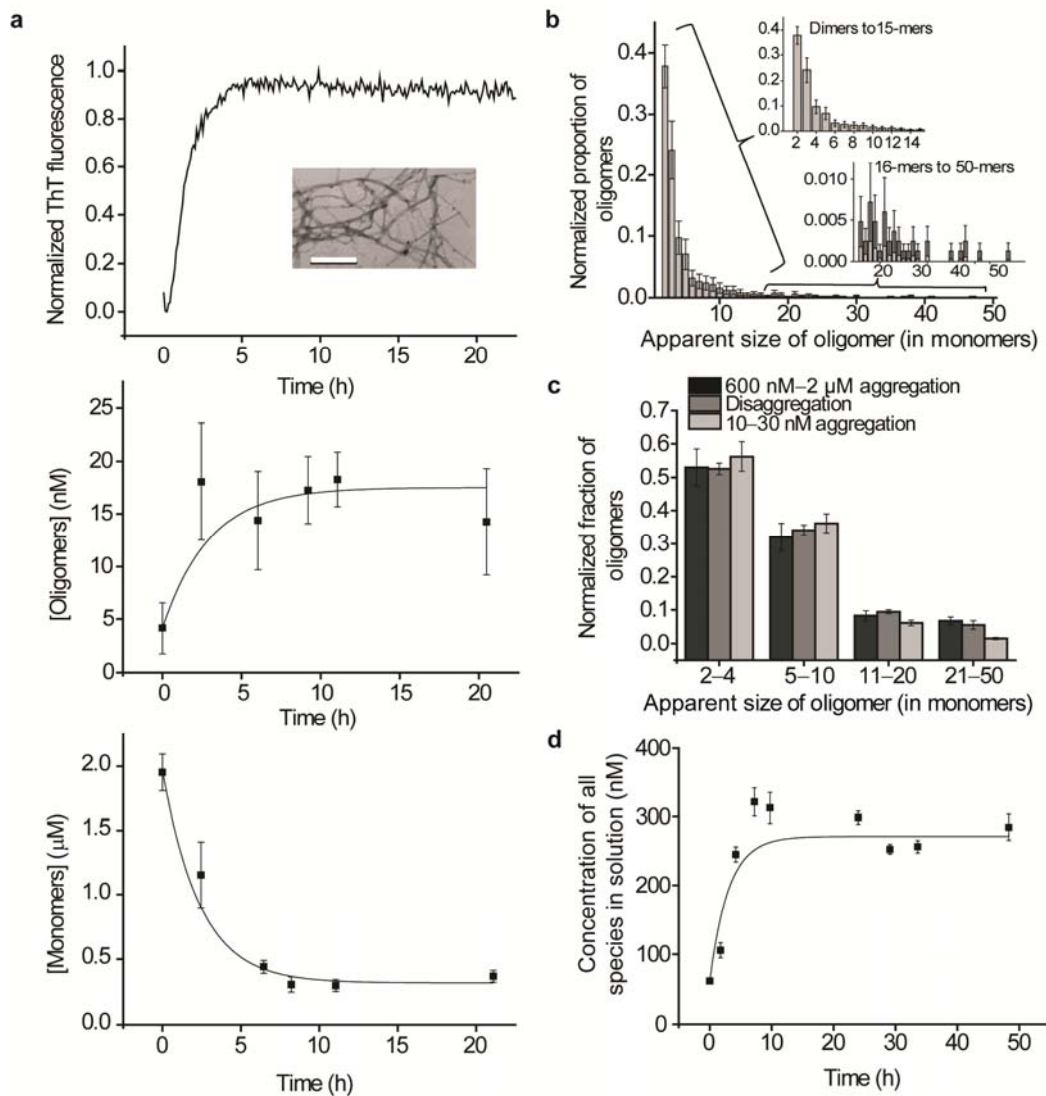 a
Normalized ThT fluorescence
1.0
0.8
0.6
0.4
0.2
0.0
0 5 10 15 20
Time (h)
[Oligomers] (nM)
25
20
15
10
5
0
0 5 10 15 20
Time (h)
[Monomers] (µM)
2.0
1.5
1.0
0.5
0.0
0 5 10 15 20
Time (h)
b
Normalized proportion of
oligomers
0.4
0.3
0.2
0.1
0.0
0 10 20 30 40 50
Apparent size of oligomer (in monomers)
Dimers to15-mers
0.4
0.3
0.2
0.1
0.0
2 4 6 8 10 12 14
16-mers to 50-mers
0.010
0.005
0.000
20 30 40 50
c
600 nM–2 µM aggregation
Disaggregation
10–30 nM aggregation
Normalized fraction of
oligomers
0.7
0.6
0.5
0.4
0.3
0.2
0.1
0.0
2–4 5–10 11–20 21–50
Apparent size of oligomer (in monomers)
d
Concentration of all
species in solution (nM)
400
300
200
100
0
0 10 20 30 40 50
Time (h)